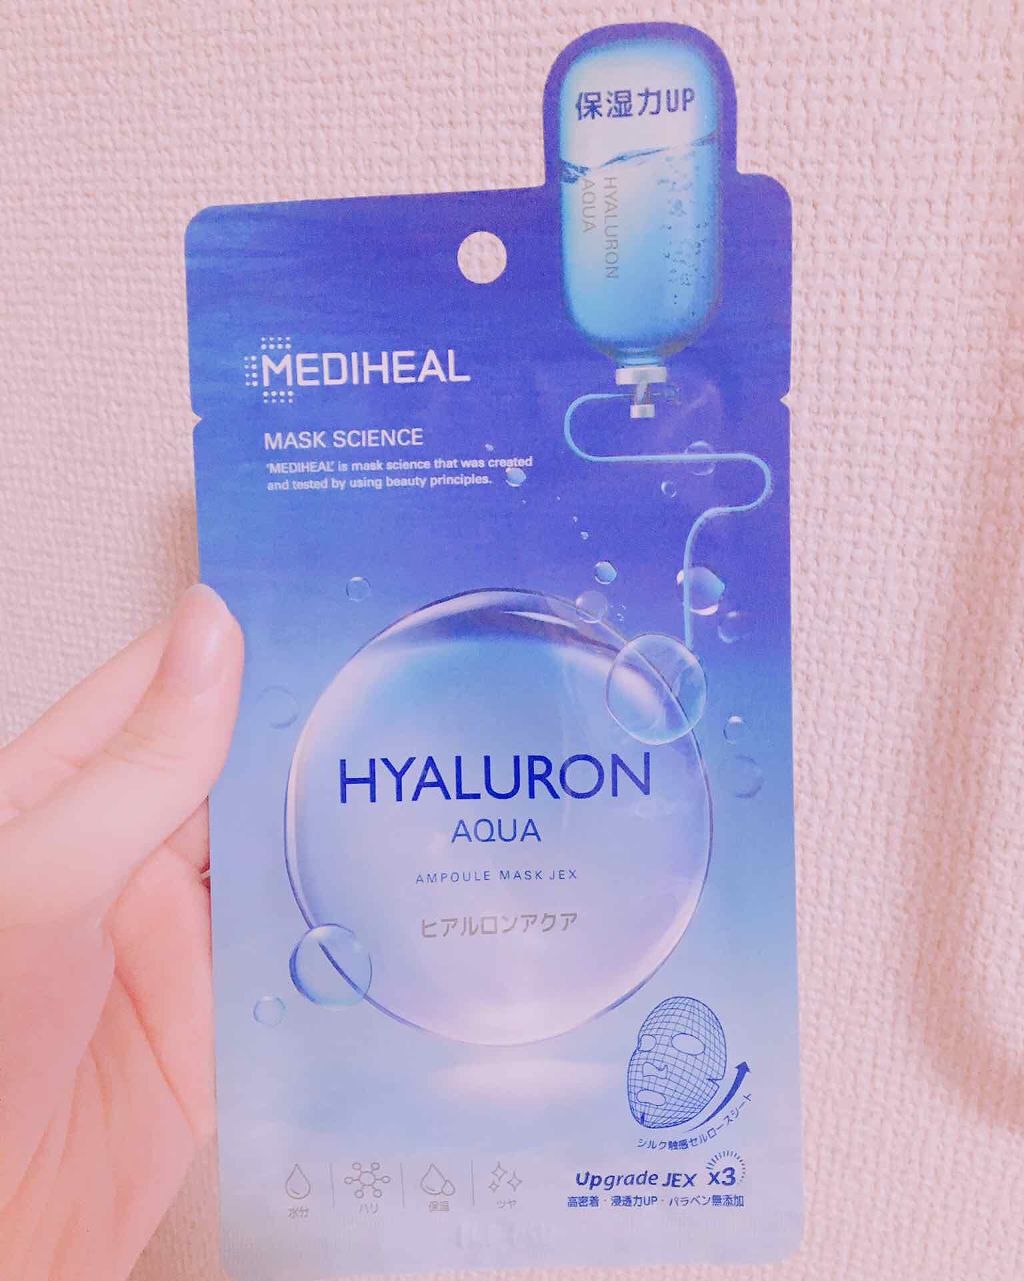 保湿力UP
HYALURON
AQUA
MEDIHEAL
MASK SCIENCE
'MEDIHEAL' is mask science that was created
and tested by using beauty principles.
HYALURON
AQUA
AMPOULE MASK JEX
ヒアルロンアクア
シルク触感セルロースシート
水分
ハリ
保湿
ツヤ
Upgrade JEX x3
高密着・浸透力UP・パラベン無添加